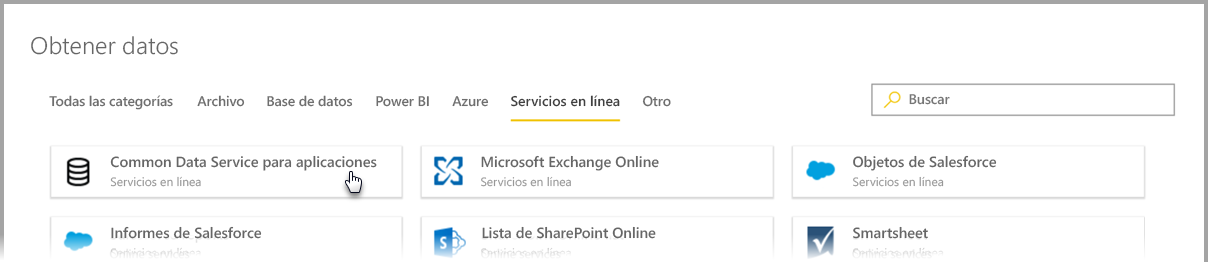 Obtener datos
Todas las categorías Archivo Base de datos Power BI Azure Servicios en línea Otro
Buscar
Common Data Service para aplicaciones Microsoft Exchange Online Objetos de Salesforce
Servicios en línea Servicios en línea Servicios en línea
Informes de Salesforce Lista de SharePoint Online Smartsheet